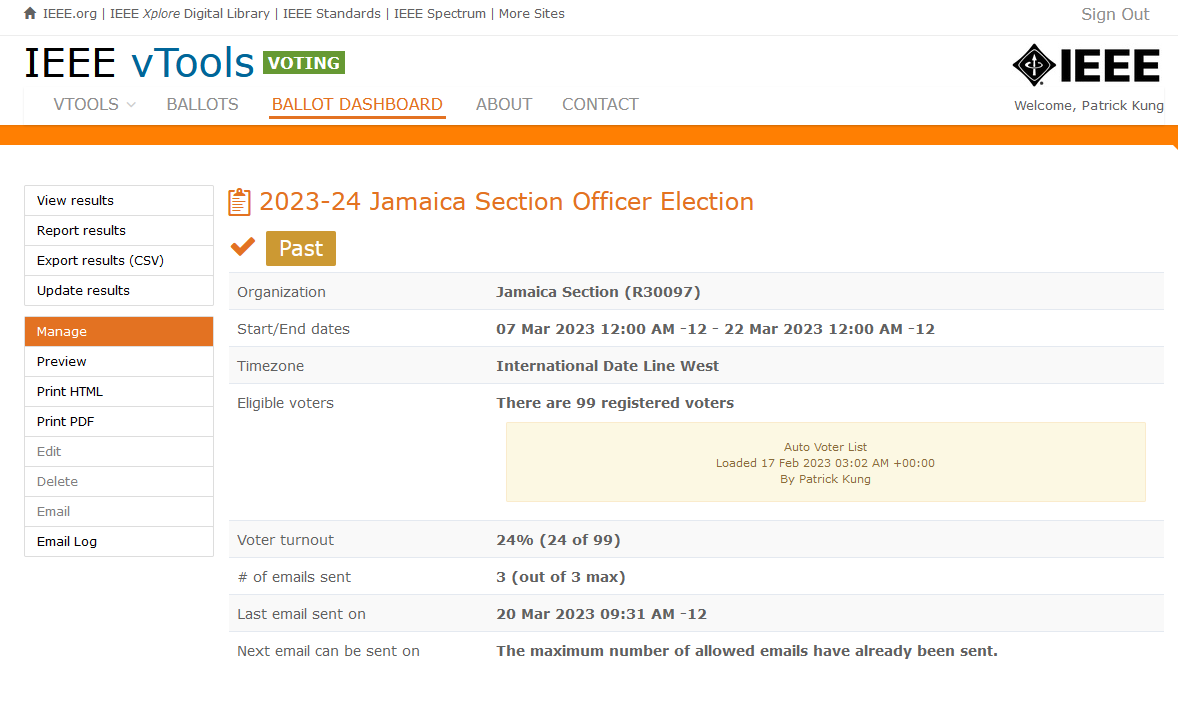 IEEE.org | IEEE Xplore Digital Library | IEEE Standards | IEEE Spectrum | More Sites
Sign Out
IEEE vTools VOTING
IEEE
VTOOLS BALLOTS BALLOT DASHBOARD ABOUT CONTACT
Welcome, Patrick Kung
View results
Report results
Export results (CSV)
Update results
Manage
Preview
Print HTML
Print PDF
Edit
Delete
Email
Email Log
2023-24 Jamaica Section Officer Election
Past
Organization Jamaica Section (R30097)
Start/End dates 07 Mar 2023 12:00 AM -12 - 22 Mar 2023 12:00 AM -12
Timezone International Date Line West
Eligible voters There are 99 registered voters
Auto Voter List
Loaded 17 Feb 2023 03:02 AM +00:00
By Patrick Kung
Voter turnout 24% (24 of 99)
# of emails sent 3 (out of 3 max)
Last email sent on 20 Mar 2023 09:31 AM -12
Next email can be sent on The maximum number of allowed emails have already been sent.